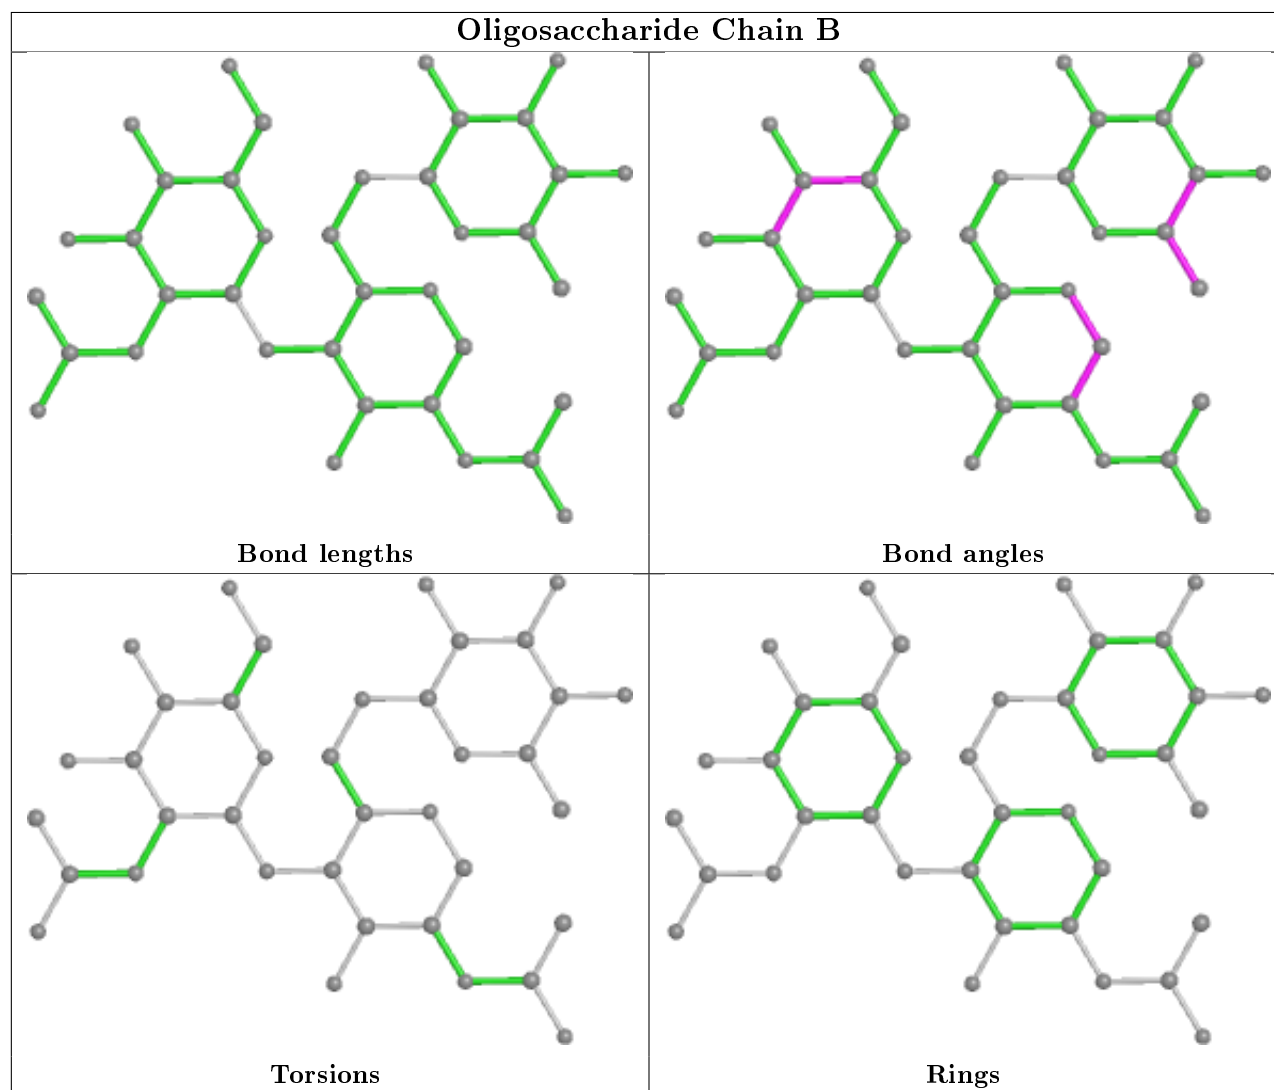 Oligosaccharide Chain B
Bond lengths
Bond angles
Torsions
Rings